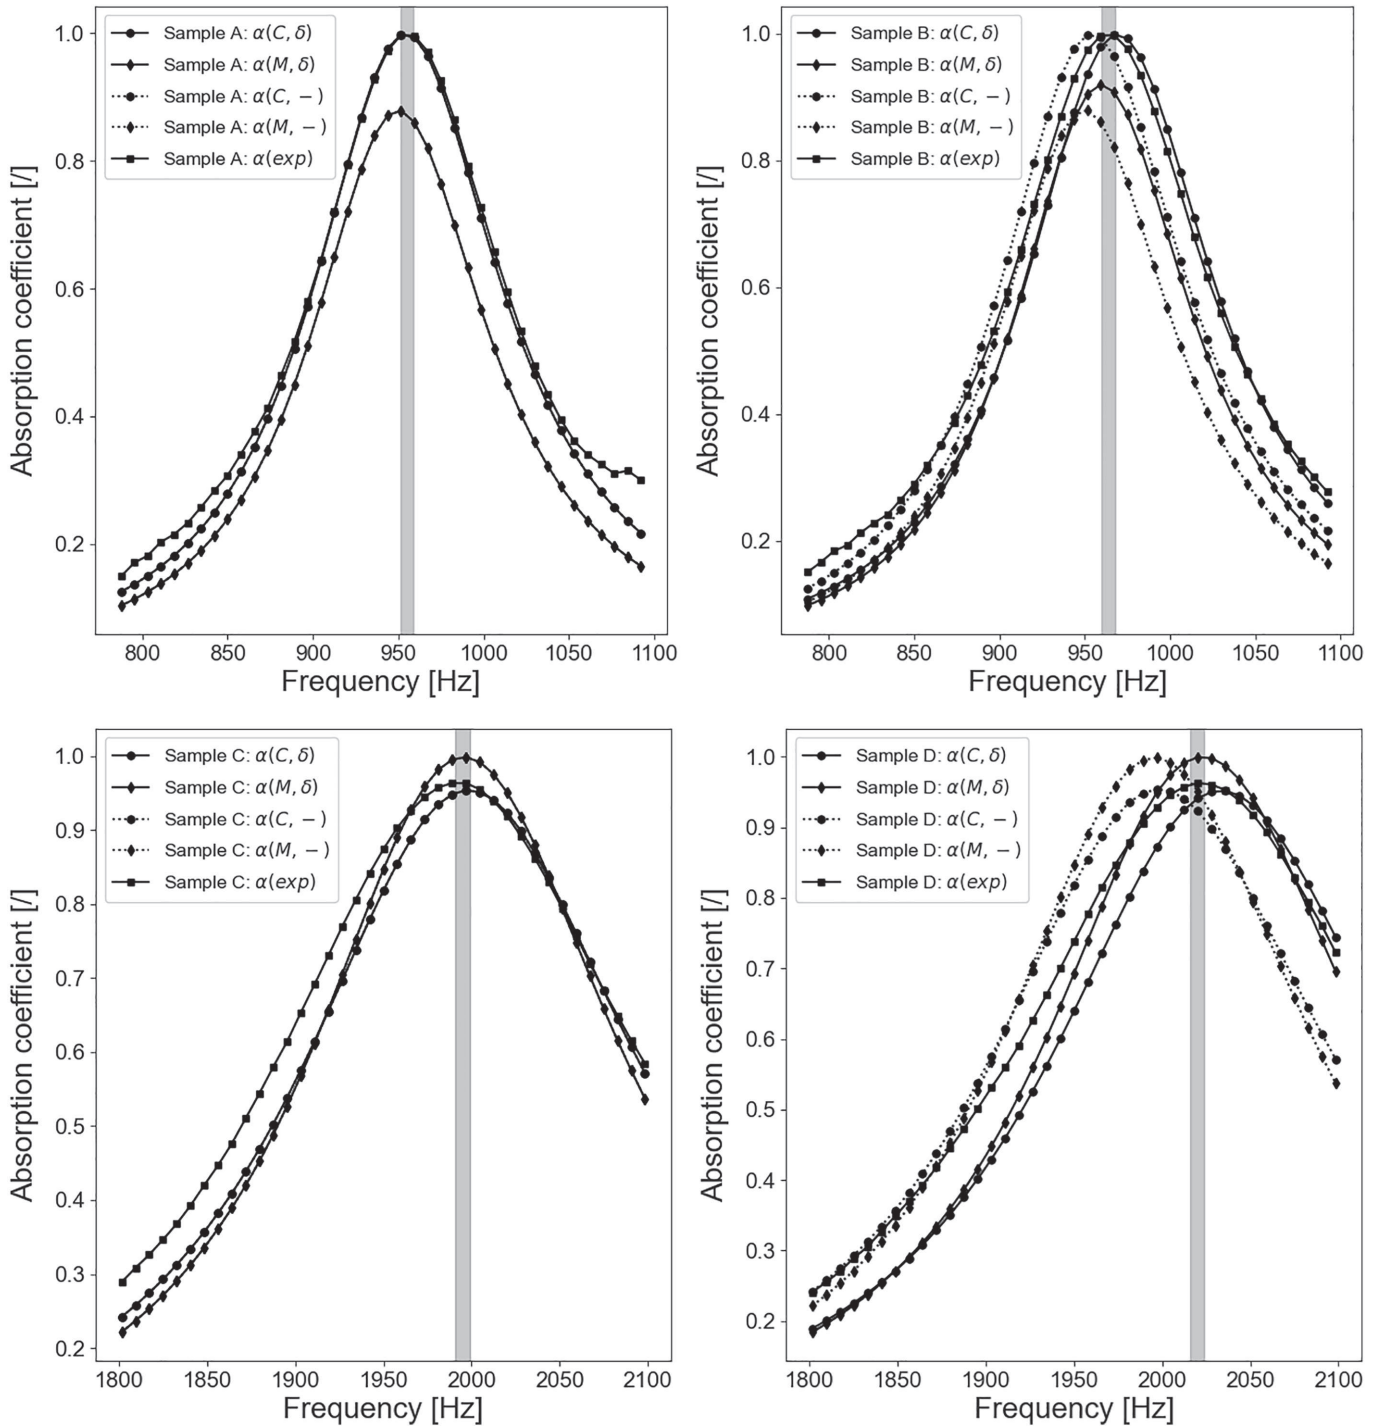 Sample A: α(C, δ)
Sample A: α(M, δ)
Sample A: α(C, −)
Sample A: α(M, −)
Sample A: α(exp)
1.0
0.8
0.6
0.4
0.2
Absorption coefficient [/]
800 850 900 950 1000 1050 1100
Frequency [Hz]
Sample B: α(C, δ)
Sample B: α(M, δ)
Sample B: α(C, −)
Sample B: α(M, −)
Sample B: α(exp)
1.0
0.8
0.6
0.4
0.2
Absorption coefficient [/]
800 850 900 950 1000 1050 1100
Frequency [Hz]
Sample C: α(C, δ)
Sample C: α(M, δ)
Sample C: α(C, −)
Sample C: α(M, −)
Sample C: α(exp)
1.0
0.9
0.8
0.7
0.6
0.5
0.4
0.3
0.2
Absorption coefficient [/]
1800 1850 1900 1950 2000 2050 2100
Frequency [Hz]
Sample D: α(C, δ)
Sample D: α(M, δ)
Sample D: α(C, −)
Sample D: α(M, −)
Sample D: α(exp)
1.0
0.9
0.8
0.7
0.6
0.5
0.4
0.3
0.2
Absorption coefficient [/]
1800 1850 1900 1950 2000 2050 2100
Frequency [Hz]